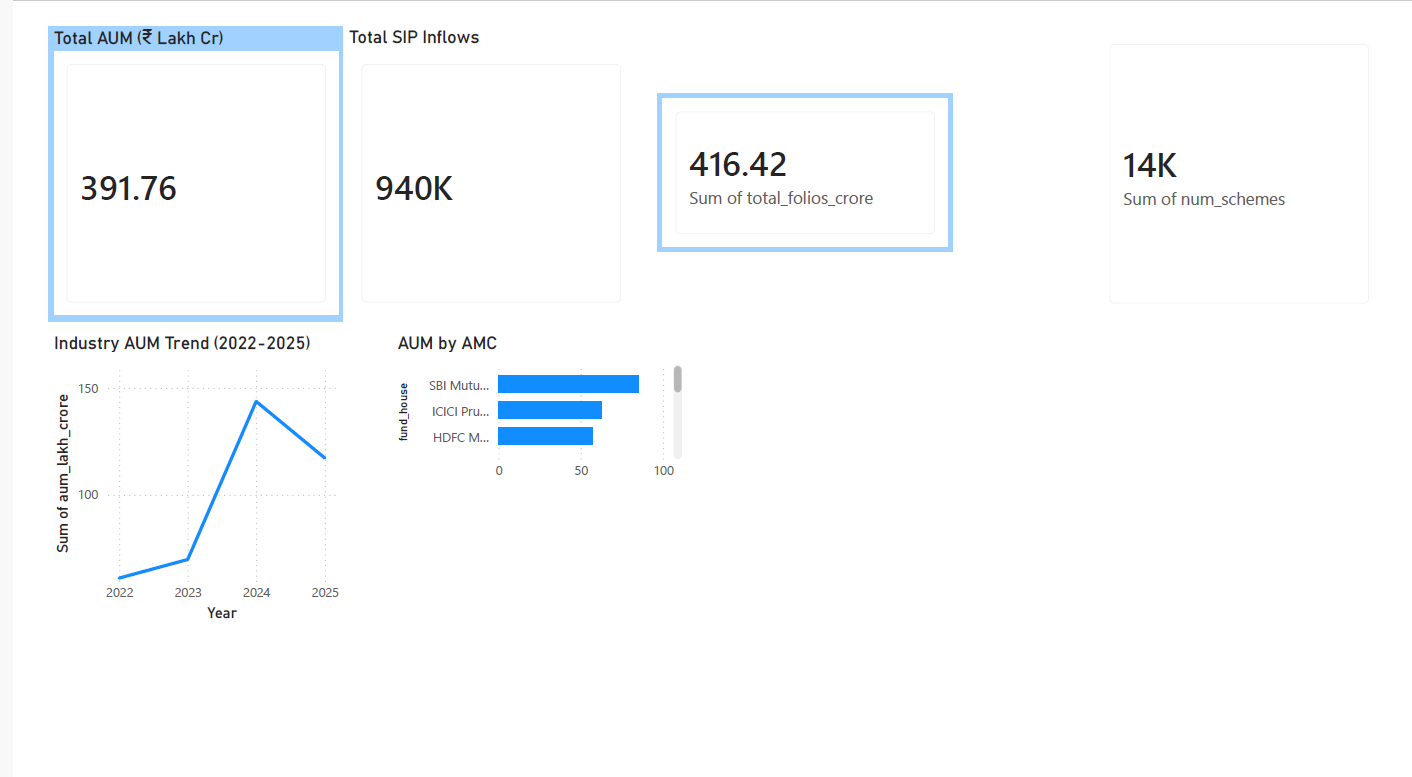 Total AUM (₹ Lakh Cr)
Total SIP Inflows
391.76
940K
416.42
Sum of total_folios_crore
14K
Sum of num_schemes
Industry AUM Trend (2022-2025)
Sum of aum_lakh_crore
150
100
2022 2023 2024 2025
Year
AUM by AMC
fund_house
SBI Mutu...
ICICI Pru...
HDFC M...
0 50 100